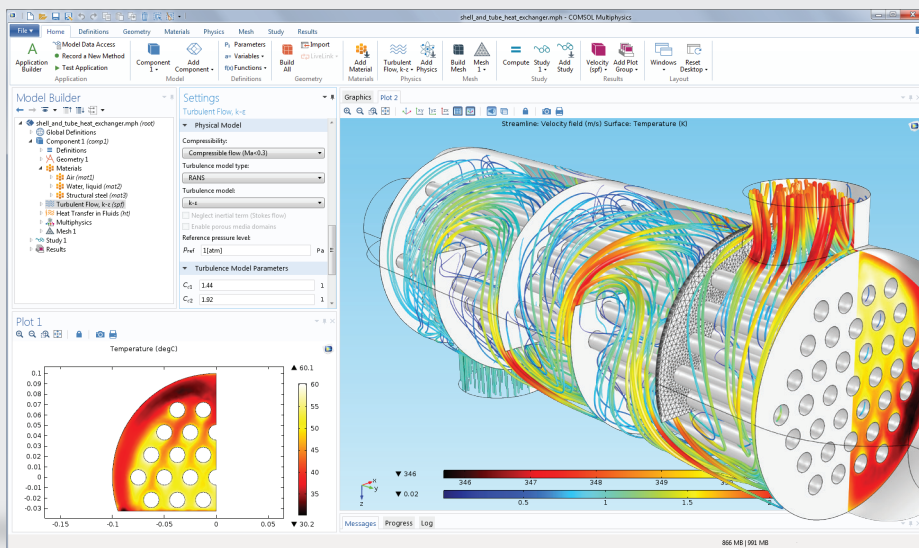 shell_and_tube_heat_exchanger.mph - COMSOL Multiphysics
File Home Definitions Geometry Materials Physics Mesh Study Results
Application Builder
Model Data Access
Record a New Method
Test Application
Application
Component 1
Add Component
Model
Pi Parameters
a= Variables
f(x) Functions
Definitions
Build All
Import
LiveLink
Geometry
Add Material
Materials
Turbulent Flow, k-ε
Add Physics
Physics
Build Mesh
Mesh 1
Mesh
Compute
Study 1
Add Study
Study
Velocity (spf)
Add Plot Group
Results
Windows
Reset Desktop
Layout
Model Builder
shell_and_tube_heat_exchanger.mph (root)
Global Definitions
Component 1 (comp1)
Definitions
Geometry 1
Materials
Air (mat1)
Water, liquid (mat2)
Structural steel (mat3)
Turbulent Flow, k-ε (spf)
Heat Transfer in Fluids (ht)
Multiphysics
Mesh 1
Study 1
Results
Settings
Turbulent Flow, k-ε
Physical Model
Compressibility:
Compressible flow (Ma<0.3)
Turbulence model type:
RANS
Turbulence model:
k-ε
Neglect inertial term (Stokes flow)
Enable porous media domains
Reference pressure level:
pref 1[atm] Pa
Turbulence Model Parameters
Cε1 1.44 1
Cε2 1.92 1
Graphics Plot 2
Streamline: Velocity field (m/s) Surface: Temperature (K)
y x
z
▼ 346
346 347 348 349
▼ 0.02
0.5 1 1.5 2
Messages Progress Log
866 MB | 991 MB
Plot 1
Temperature (degC)
0.1
0.09
0.08
0.07
0.06
0.05
0.04
0.03
0.02
0.01
0
-0.01
-0.02
-0.03
-0.15 -0.1 -0.05 0 0.05
▲ 60.1
60
55
50
45
40
35
▼ 30.2